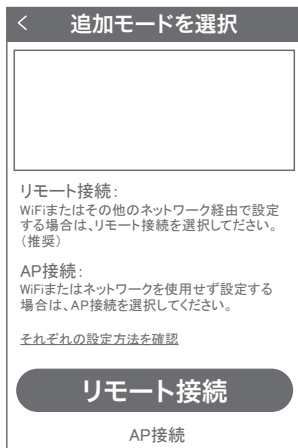 < 追加モードを選択
リモート接続:
WiFiまたはその他のネットワーク経由で設定
する場合は、リモート接続を選択してださい。
（推奨）
AP接続:
WiFiまたはネットワークを使用せず設定する
場合は、AP接続を選択してください。
それぞれの設定方法を確認
リモート接続
AP接続